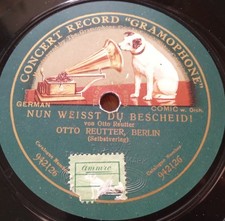 CONCERT RECORD "GRAMOPHONE"
GERMAN
COMIC w. Orch.
NUN WEISST DU BESCHEID!
von Otto Reutter
OTTO REUTTER, BERLIN
(Selbstverlag)
942126
942126